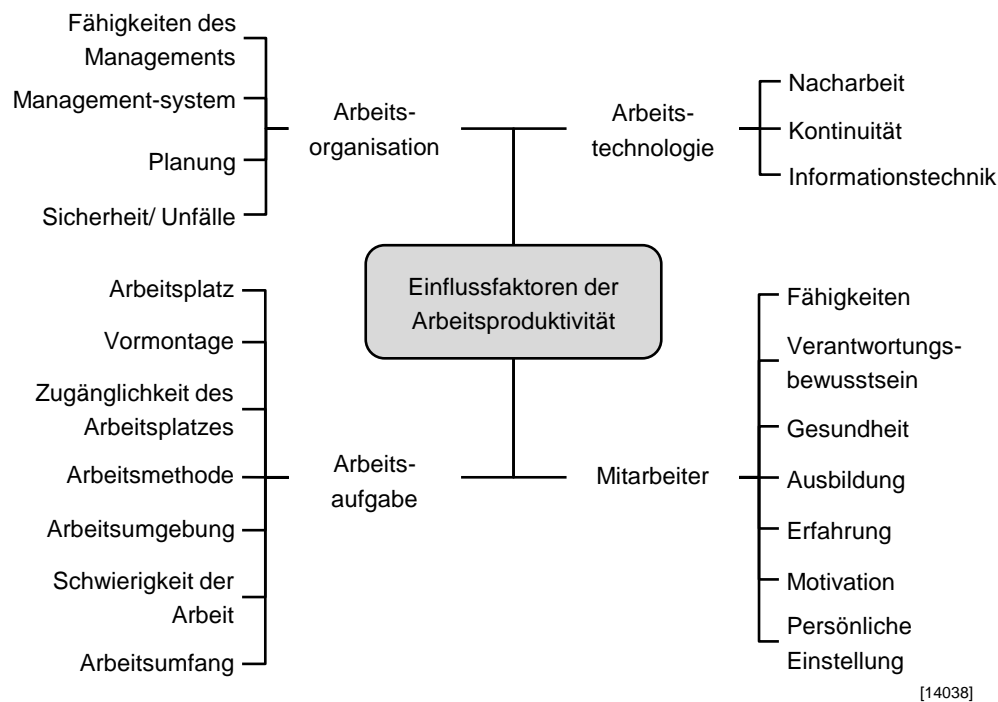 Fähigkeiten des
Managements
Management-system
Planung
Sicherheit/ Unfälle
Arbeits-
organisation
Arbeits-
technologie
Nacharbeit
Kontinuität
Informationstechnik
Einflussfaktoren der
Arbeitsproduktivität
Arbeitsplatz
Vormontage
Zugänglichkeit des
Arbeitsplatzes
Arbeitsmethode
Arbeitsumgebung
Schwierigkeit der
Arbeit
Arbeitsumfang
Arbeits-
aufgabe
Mitarbeiter
Fähigkeiten
Verantwortungs-
bewusstsein
Gesundheit
Ausbildung
Erfahrung
Motivation
Persönliche
Einstellung
[14038]